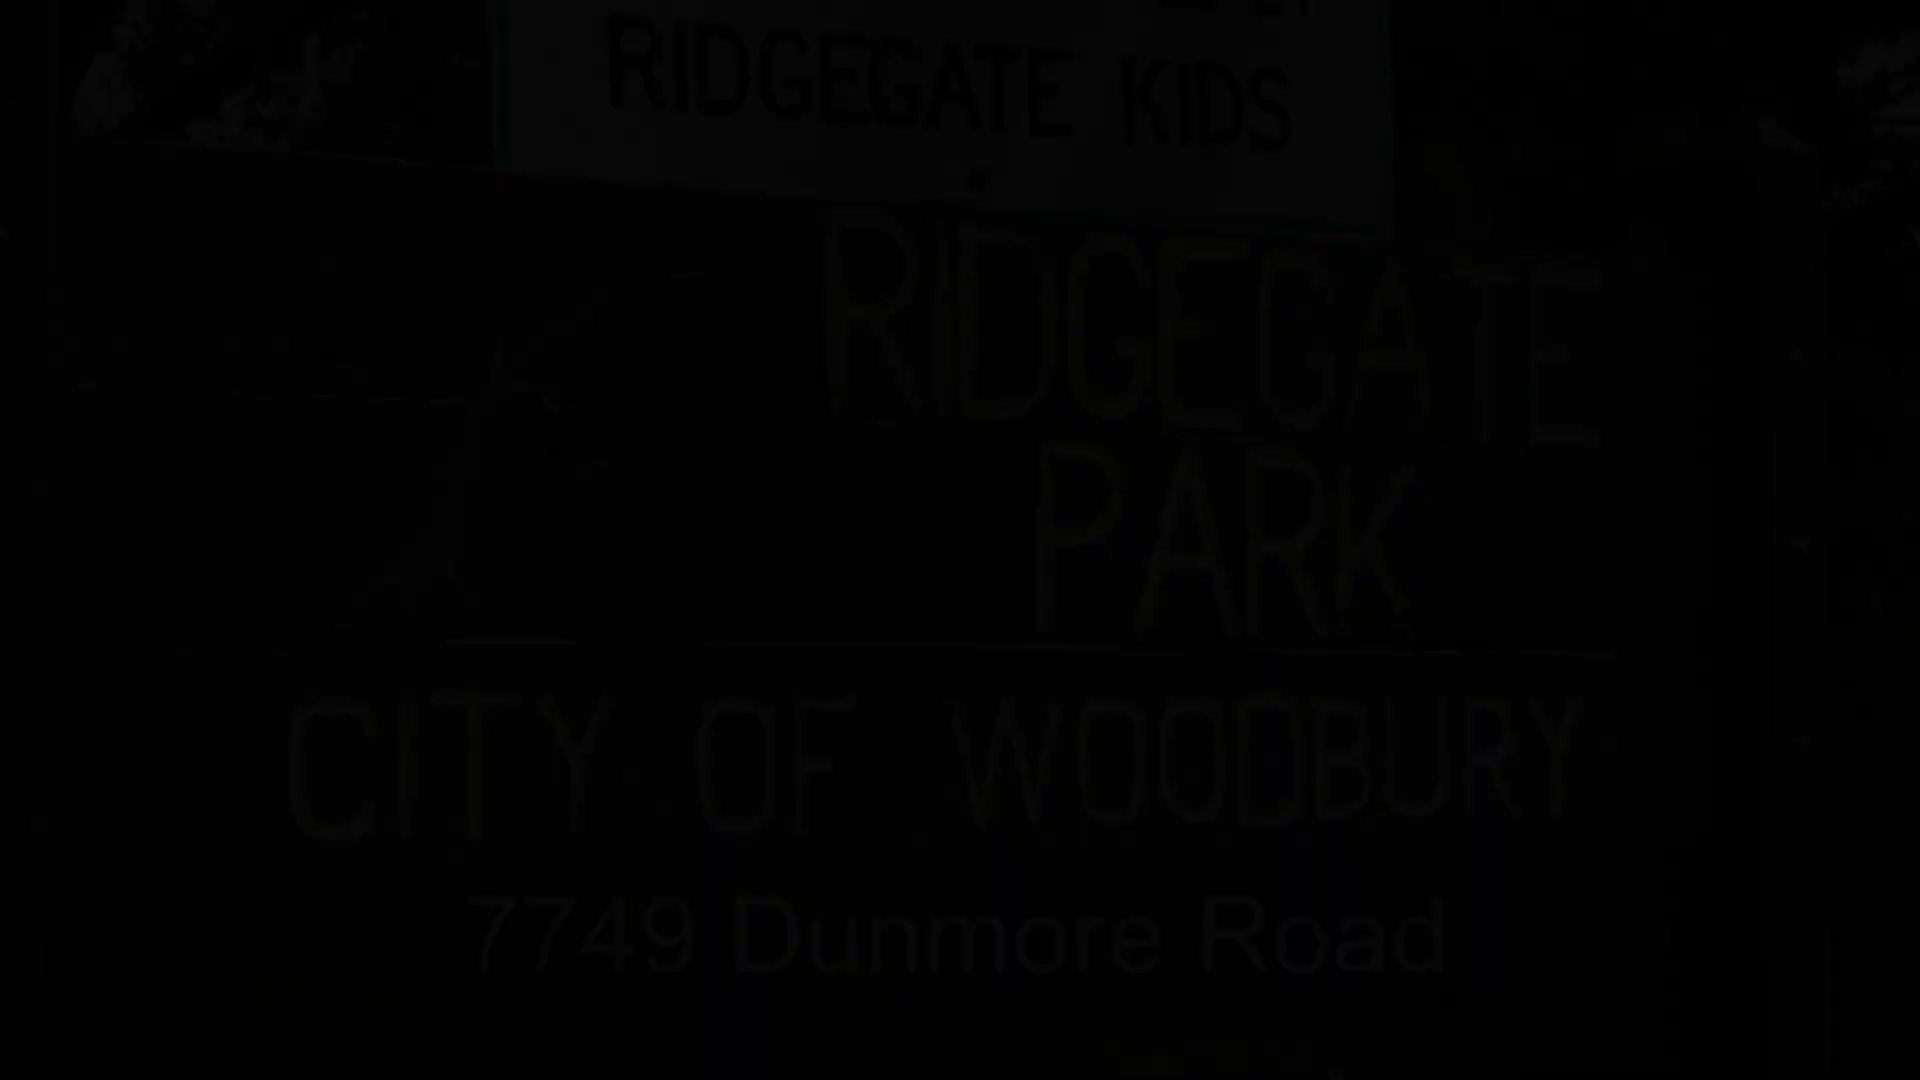 RIDGEGATE KIDS
RIDGEGATE
PARK
CITY OF WOODBURY
7749 Dunmore Road